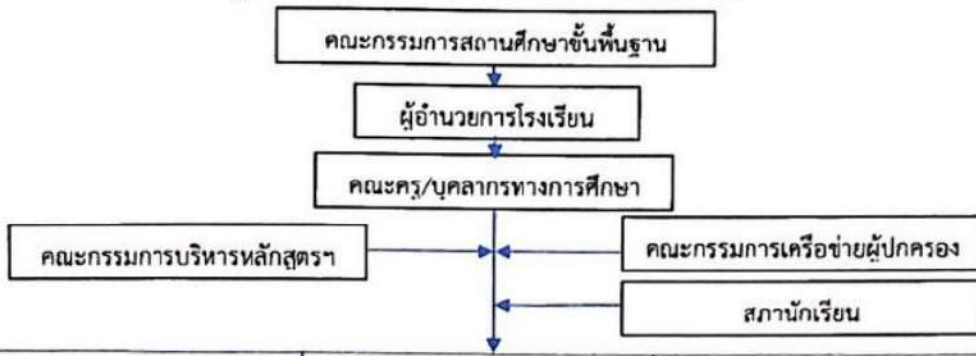 คณะกรรมการสถานศึกษาขั้นพื้นฐาน
ผู้อำนวยการโรงเรียน
คณะครู/บุคลากรทางการศึกษา
คณะกรรมการบริหารหลักสูตรฯ
คณะกรรมการเครือข่ายผู้ปกครอง
สภานักเรียน